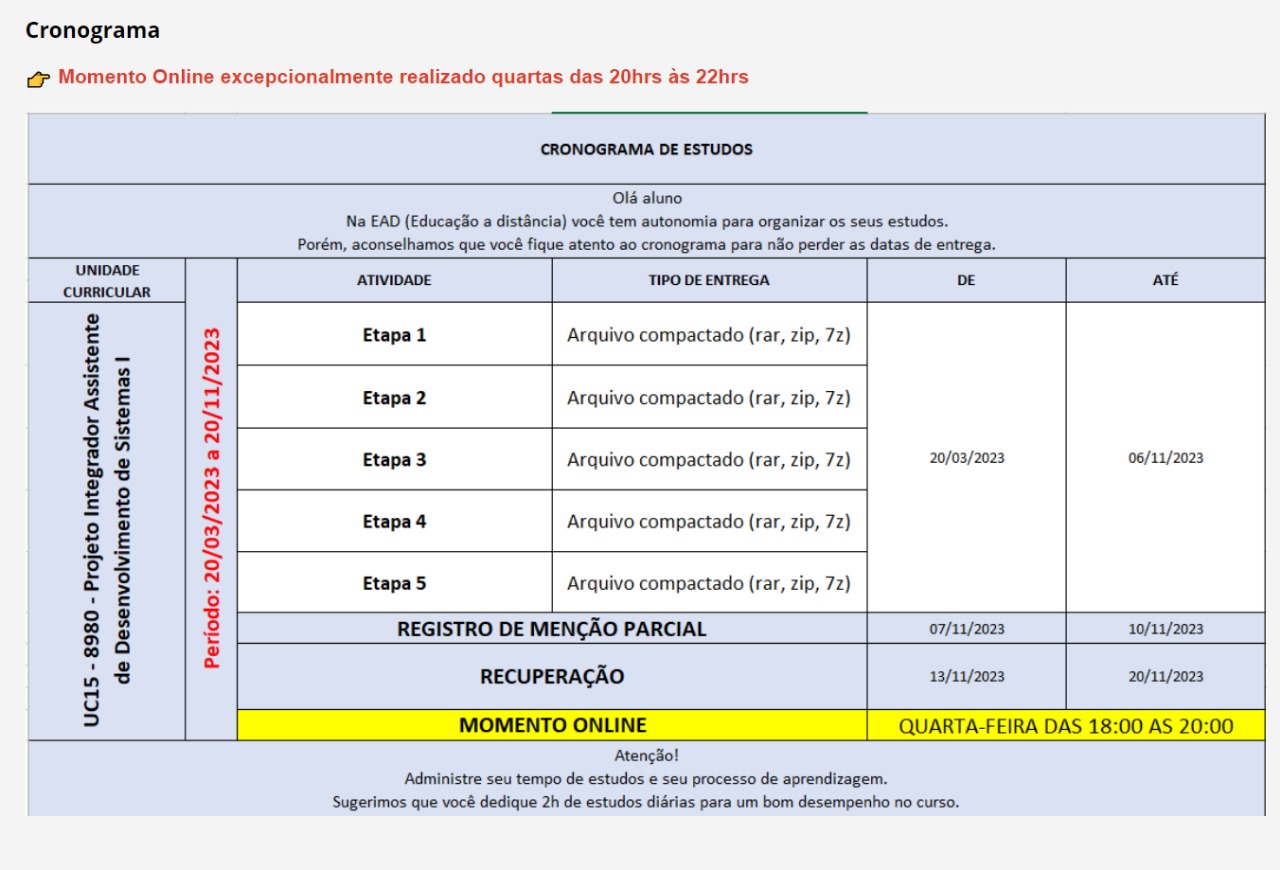 Cronograma
👉 Momento Online excepcionalmente realizado quartas das 20hrs às 22hrs
CRONOGRAMA DE ESTUDOS
Olá aluno
Na EAD (Educação a distância) você tem autonomia para organizar os seus estudos.
Porém, aconselhamos que você fique atento ao cronograma para não perder as datas de entrega.
UNIDADE
CURRICULAR
ATIVIDADE
TIPO DE ENTREGA
DE
ATÉ
UC15 - 8980 - Projeto Integrador Assistente
de Desenvolvimento de Sistemas I
Período: 20/03/2023 a 20/11/2023
Etapa 1
Arquivo compactado (rar, zip, 7z)
Etapa 2
Arquivo compactado (rar, zip, 7z)
Etapa 3
Arquivo compactado (rar, zip, 7z)
20/03/2023
06/11/2023
Etapa 4
Arquivo compactado (rar, zip, 7z)
Etapa 5
Arquivo compactado (rar, zip, 7z)
REGISTRO DE MENÇÃO PARCIAL
07/11/2023
10/11/2023
RECUPERAÇÃO
13/11/2023
20/11/2023
MOMENTO ONLINE
QUARTA-FEIRA DAS 18:00 AS 20:00
Atenção!
Administre seu tempo de estudos e seu processo de aprendizagem.
Sugerimos que você dedique 2h de estudos diárias para um bom desempenho no curso.